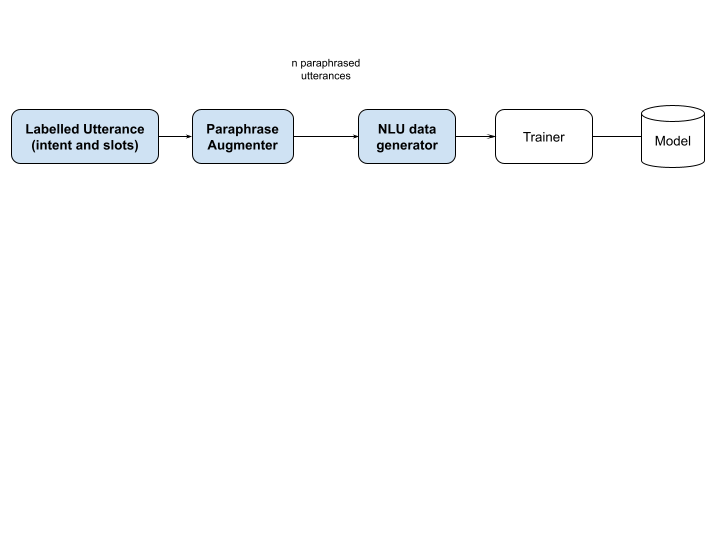 n paraphrased
utterances
Labelled Utterance
(intent and slots)
Paraphrase
Augmenter
NLU data
generator
Trainer
Model